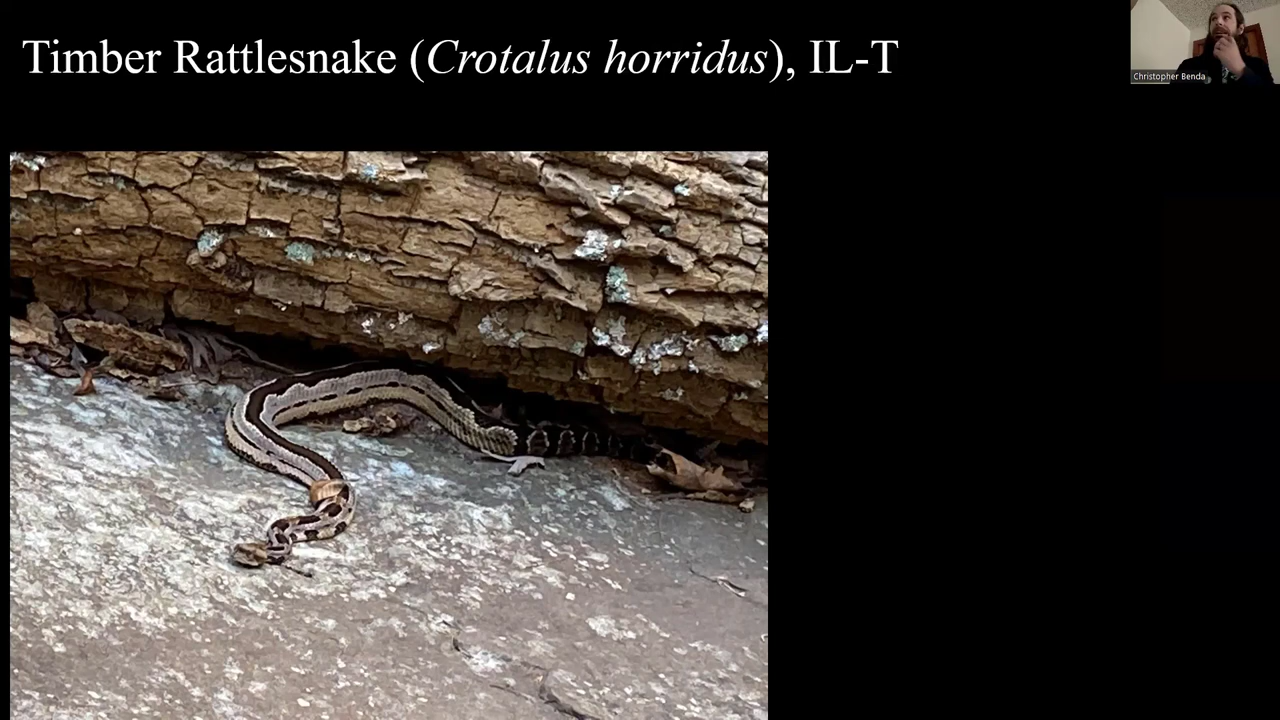 Timber Rattlesnake (Crotalus horridus), IL-T
Christopher Benda